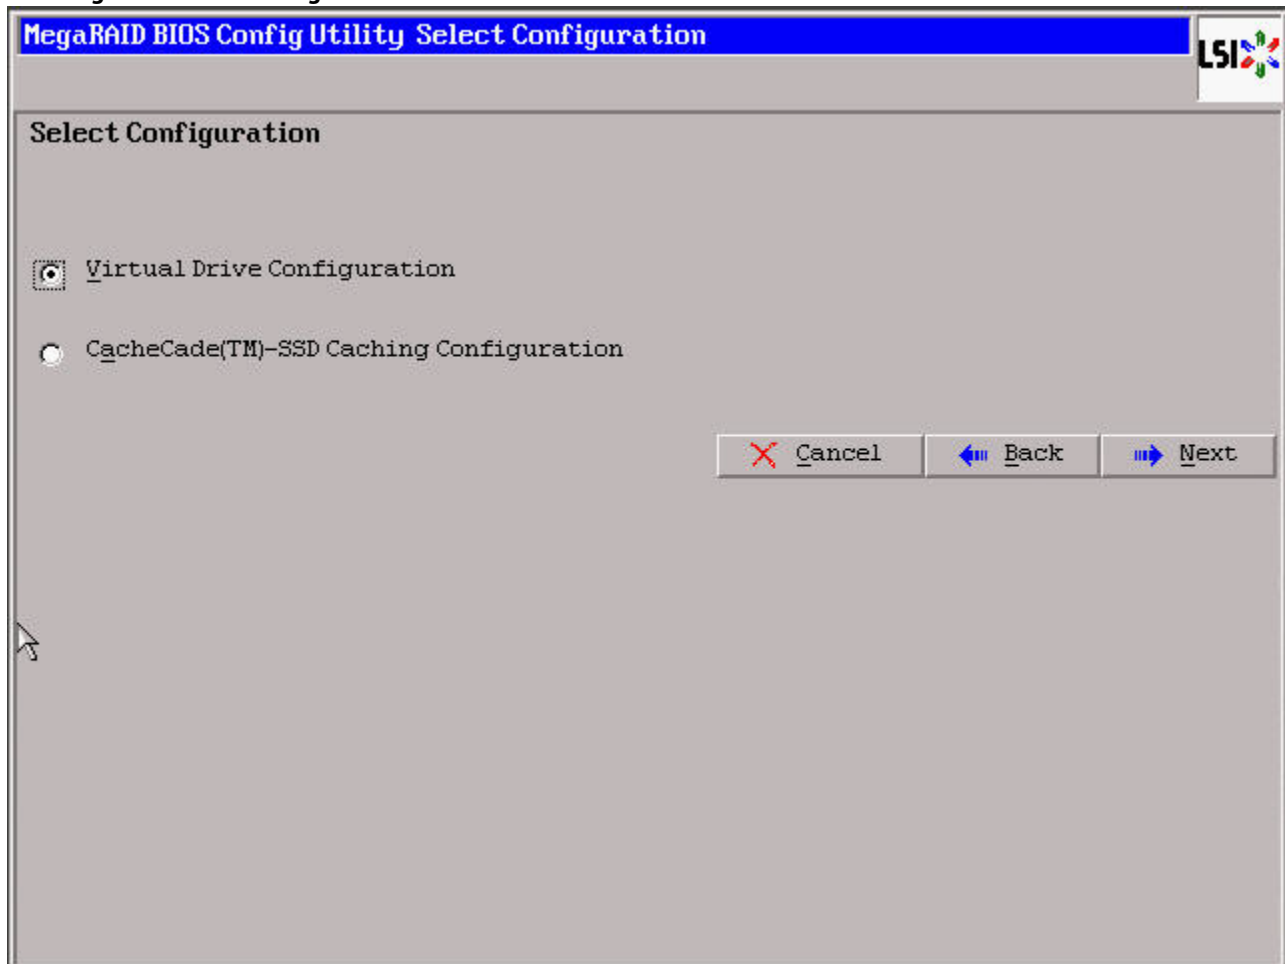 MegaRAID BIOS Config Utility Select Configuration
LSI
Select Configuration
Virtual Drive Configuration
CacheCade(TM)-SSD Caching Configuration
Cancel Back Next